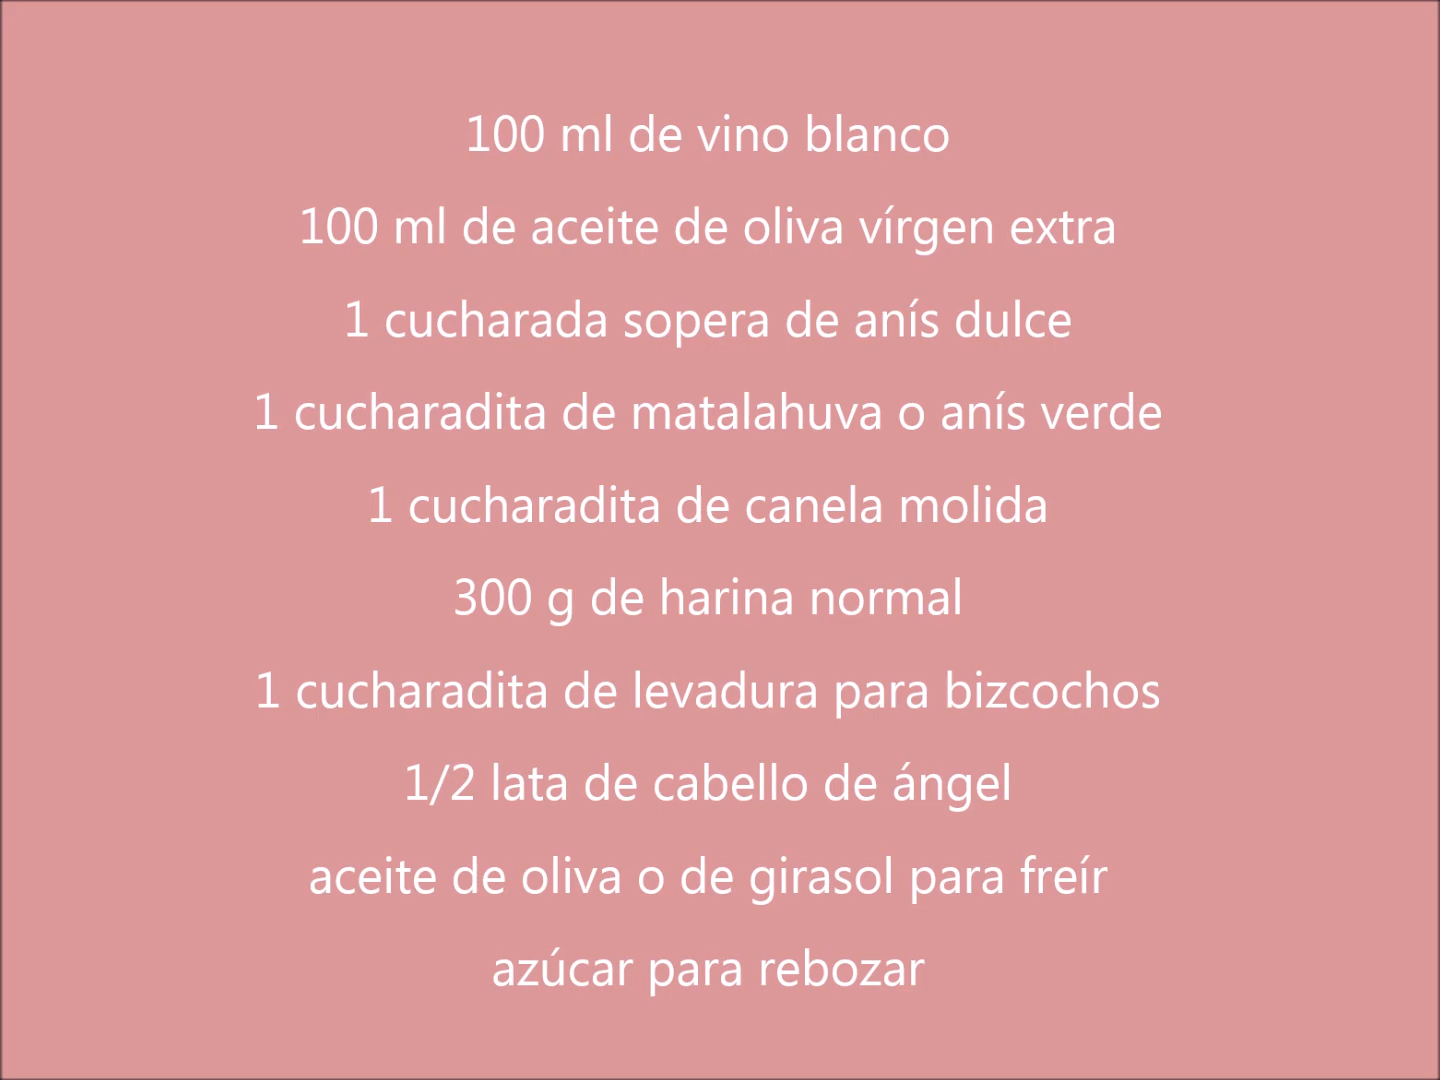 100 ml de vino blanco
100 ml de aceite de oliva vírgen extra
1 cucharada sopera de anís dulce
1 cucharadita de matalahuva o anís verde
1 cucharadita de canela molida
300 g de harina normal
1 cucharadita de levadura para bizcochos
1/2 lata de cabello de ángel
aceite de oliva o de girasol para freír
azúcar para rebozar